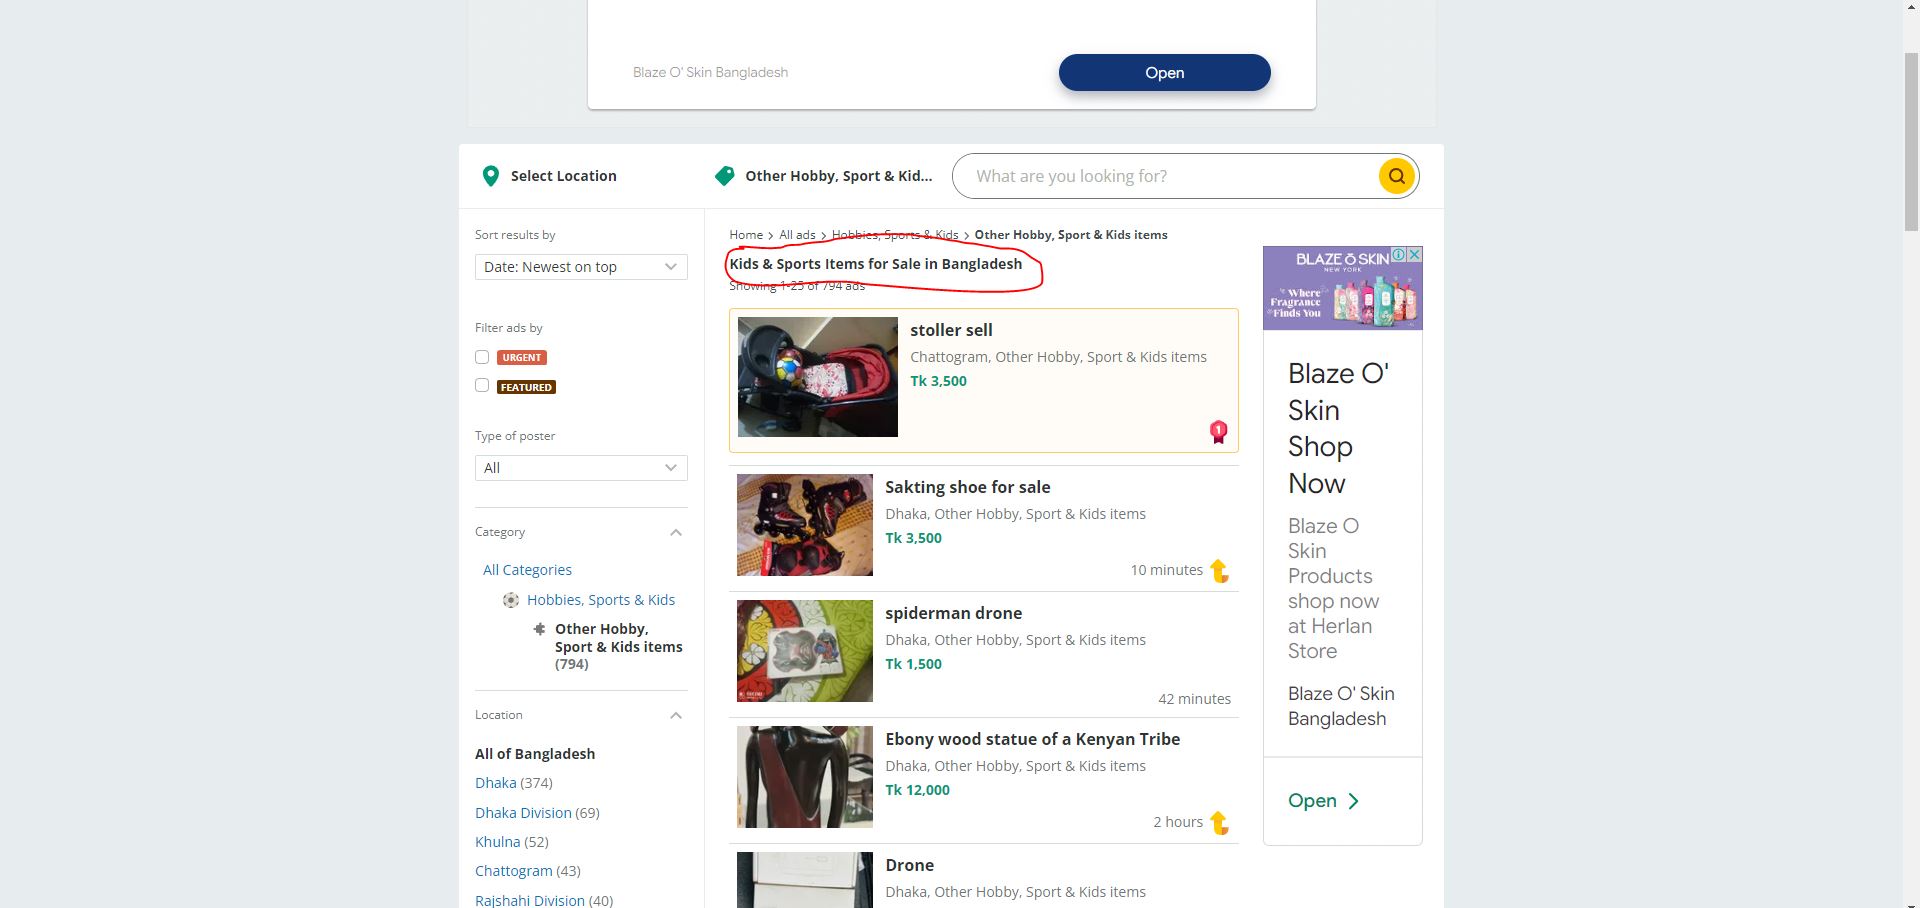 Blaze O' Skin Bangladesh
Open
Select Location
Other Hobby, Sport & Kid...
What are you looking for?
Sort results by
Date: Newest on top
Filter ads by
URGENT
FEATURED
Type of poster
All
Category
All Categories
Hobbies, Sports & Kids
Other Hobby,
Sport & Kids items
(794)
Location
All of Bangladesh
Dhaka (374)
Dhaka Division (69)
Khulna (52)
Chattogram (43)
Rajshahi Division (40)
Home > All ads > Hobbies, Sports & Kids > Other Hobby, Sport & Kids items
Kids & Sports Items for Sale in Bangladesh
Showing 1-25 of 794 ads
stoller sell
Chattogram, Other Hobby, Sport & Kids items
Tk 3,500
1
Sakting shoe for sale
Dhaka, Other Hobby, Sport & Kids items
Tk 3,500
10 minutes
spiderman drone
Dhaka, Other Hobby, Sport & Kids items
Tk 1,500
42 minutes
Ebony wood statue of a Kenyan Tribe
Dhaka, Other Hobby, Sport & Kids items
Tk 12,000
2 hours
Drone
Dhaka, Other Hobby, Sport & Kids items
BLAZE O SKIN
NEW YORK
Where
Fragrance
Finds You
Blaze O'
Skin
Shop
Now
Blaze O
Skin
Products
shop now
at Herlan
Store
Blaze O' Skin
Bangladesh
Open